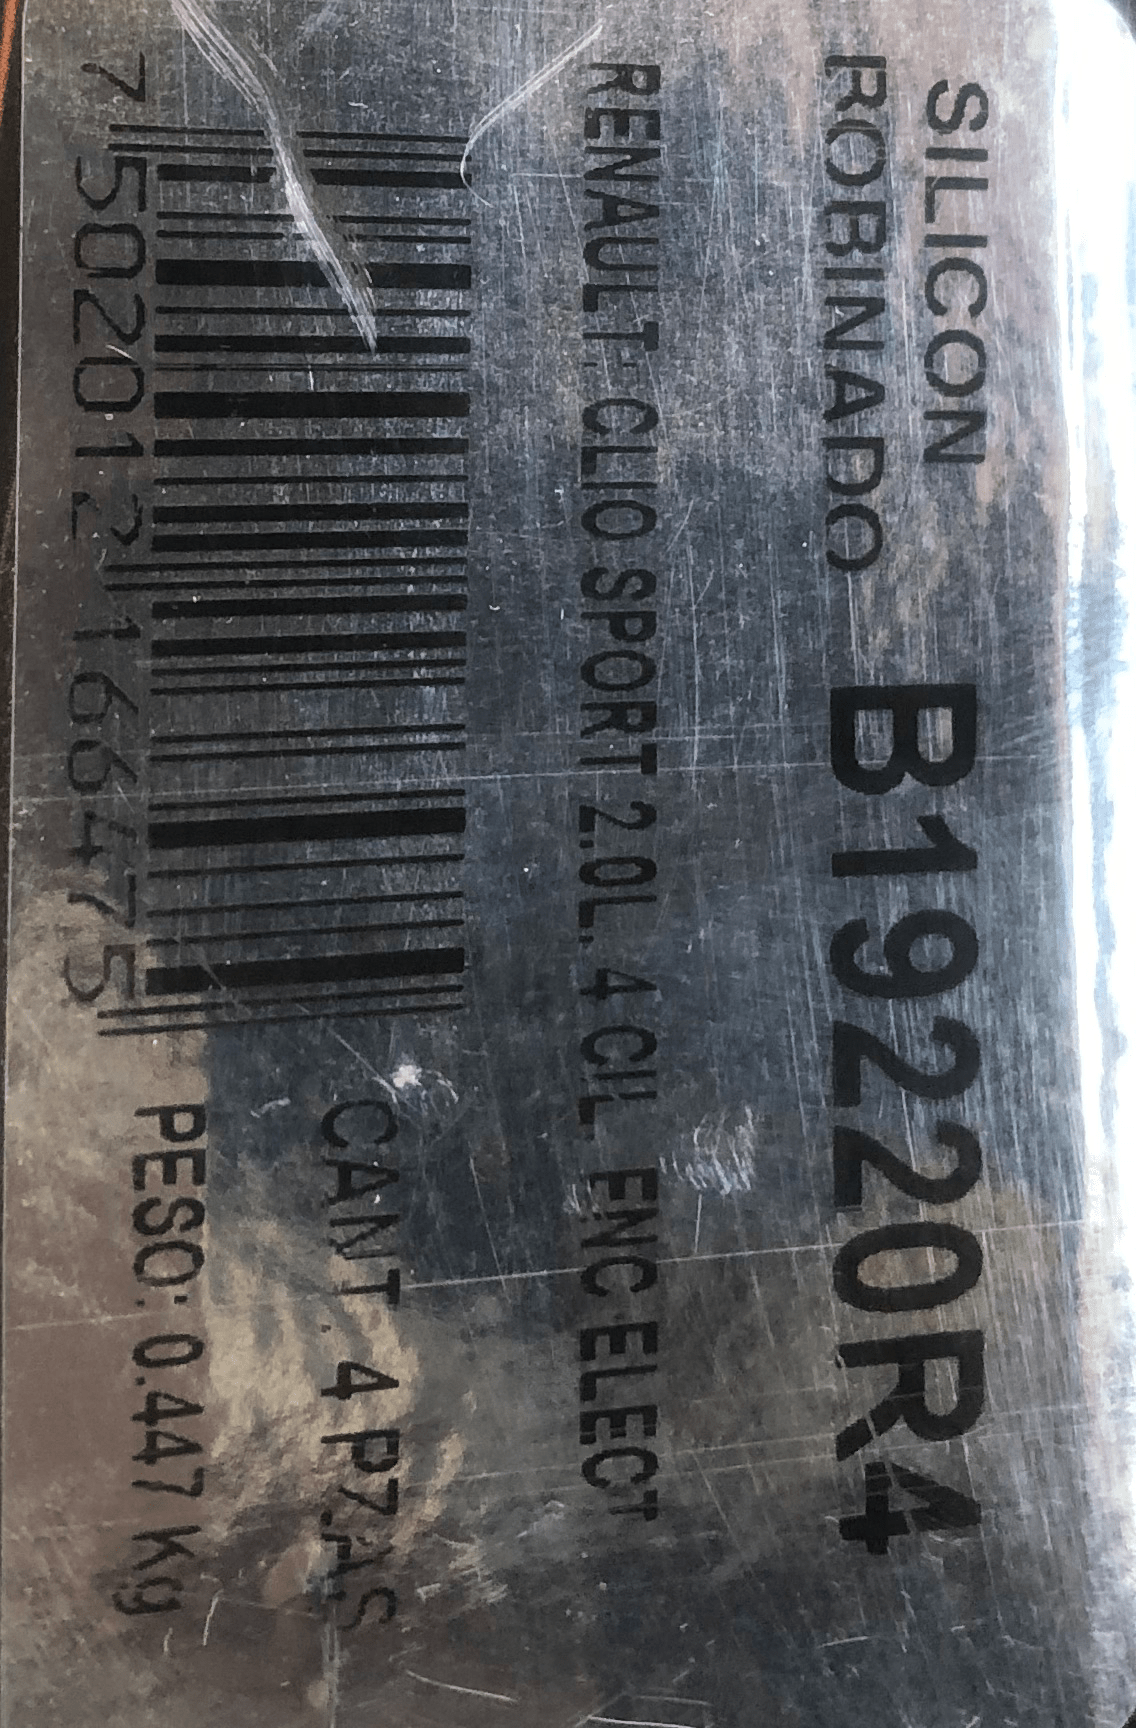 SILICON
ROBINADO
B19220R4
RENAULT: CLIO SPORT 2.0L. 4 CIL ENC ELECT
CANT. 4 PZAS
7 502012 166475
PESO: 0.447 Kg